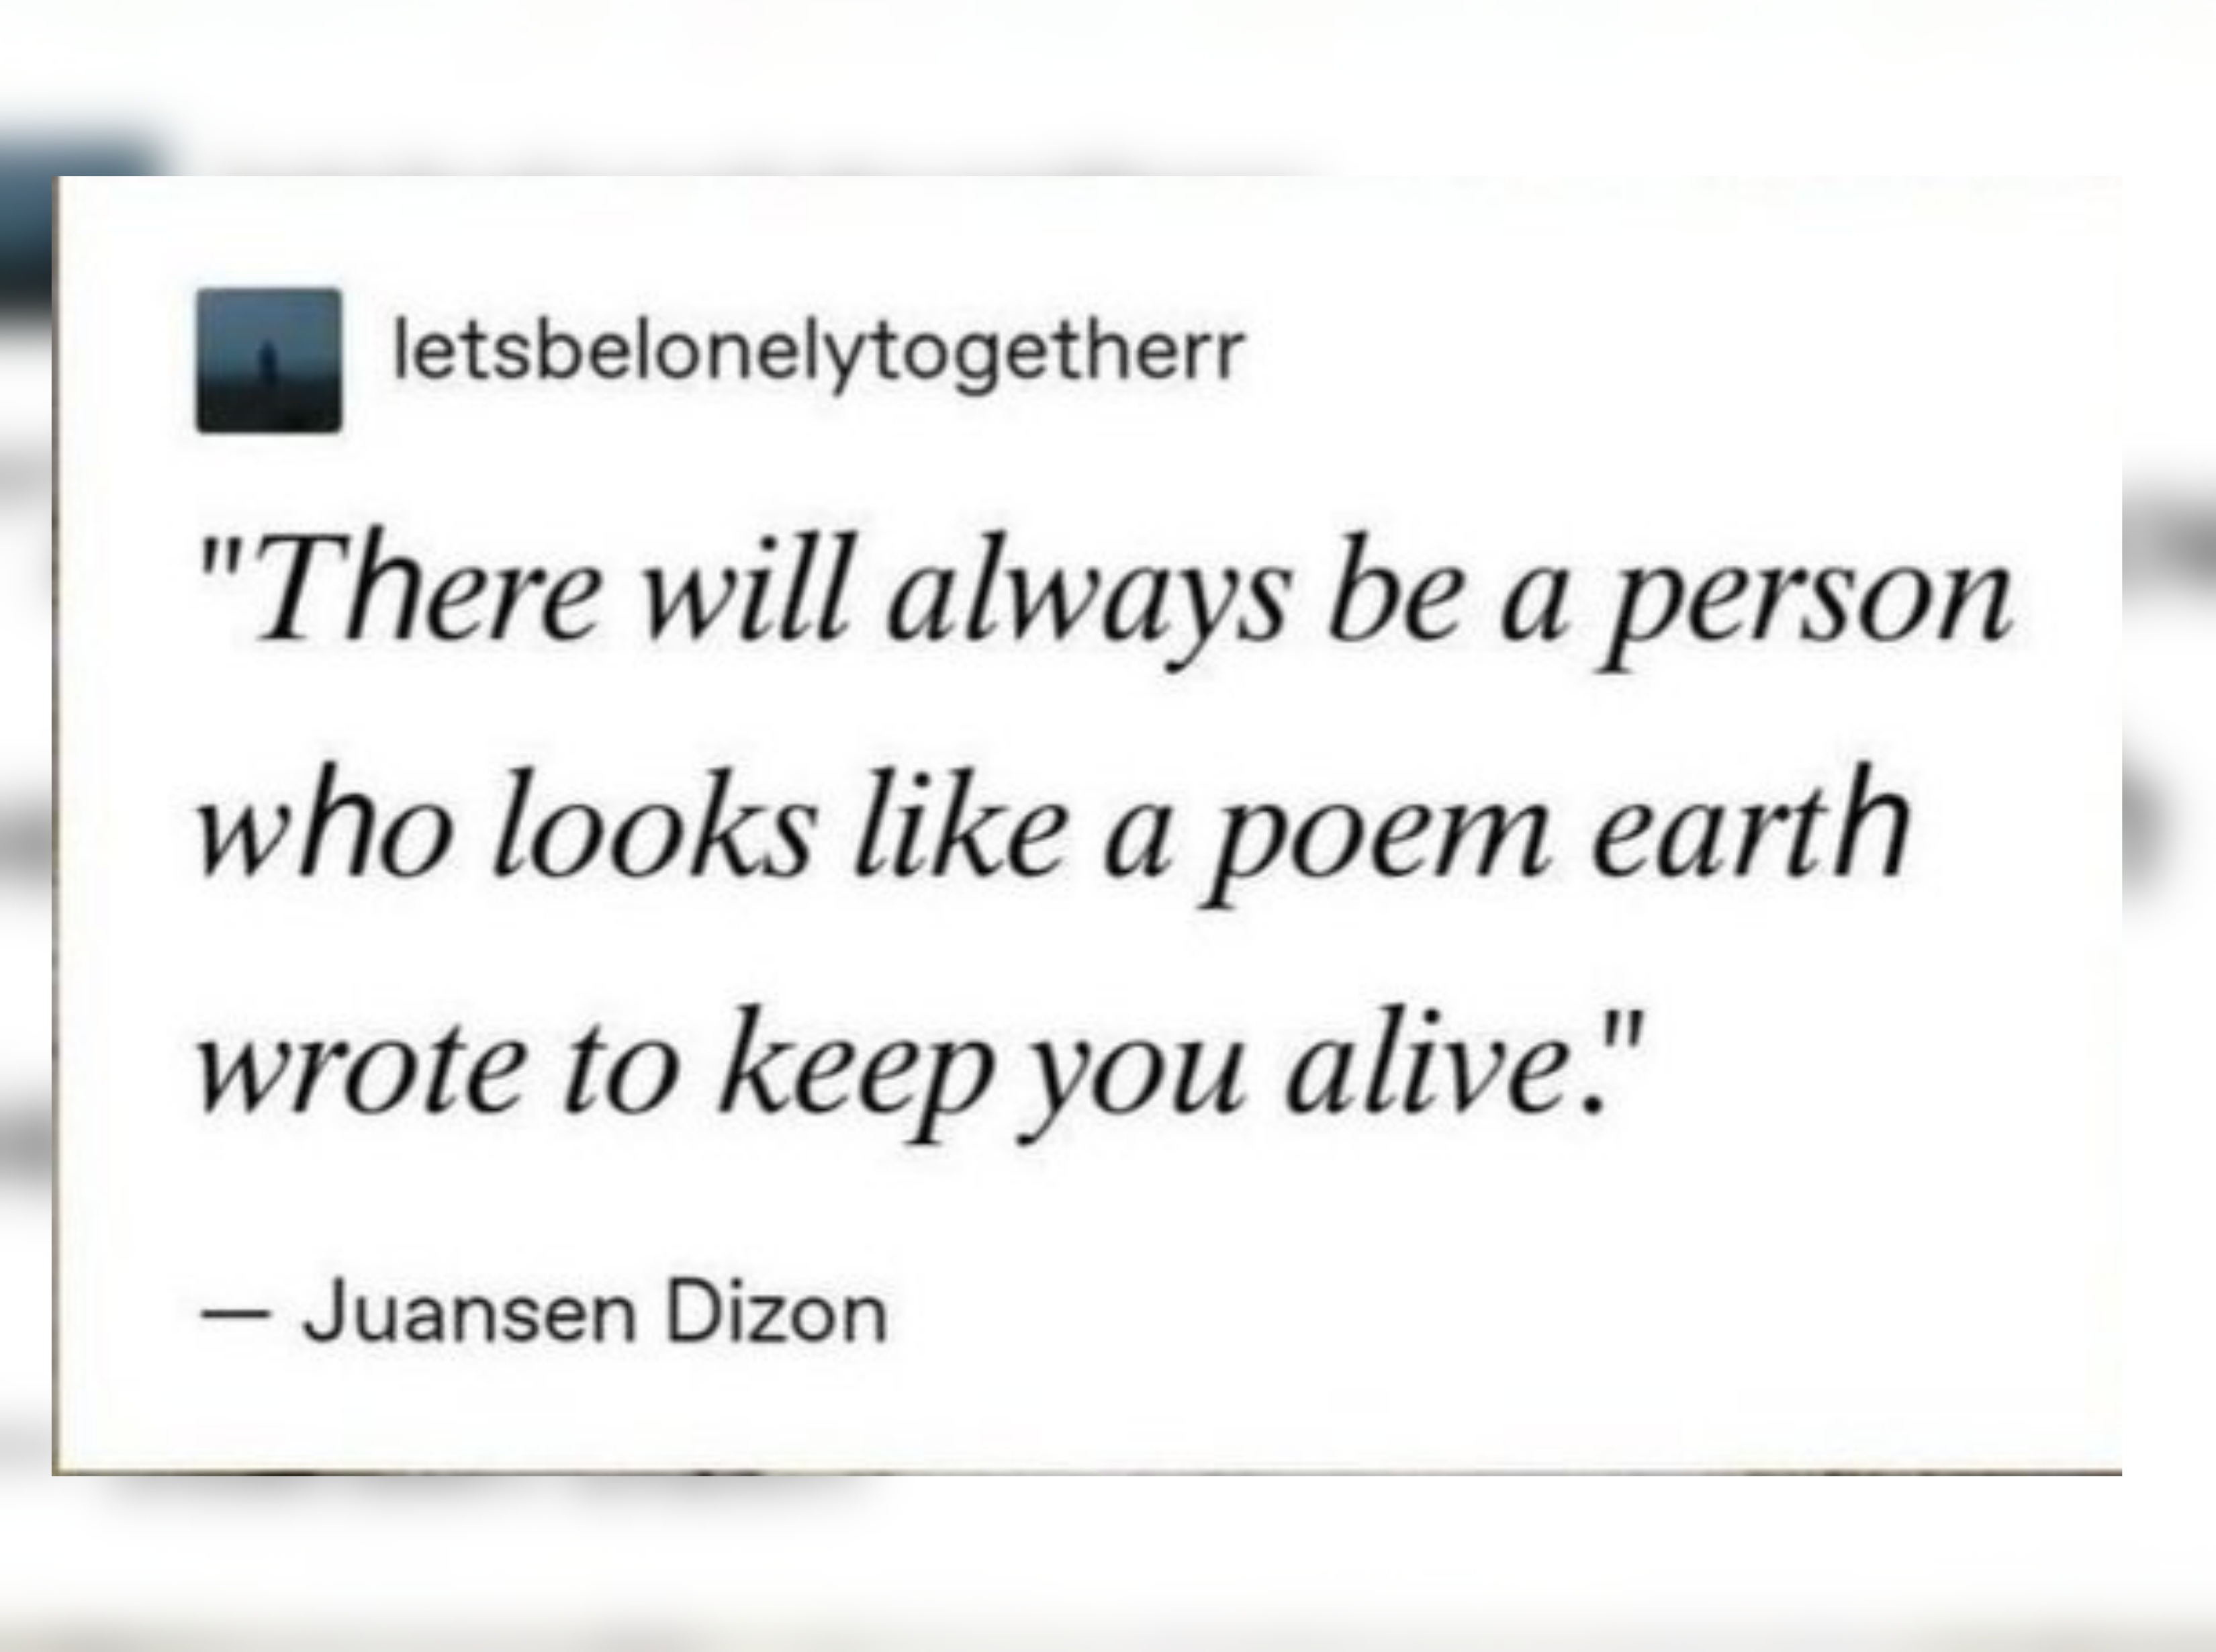 letsbelonelytogetherr
"There will always be a person
who looks like a poem earth
wrote to keep you alive."
— Juansen Dizon